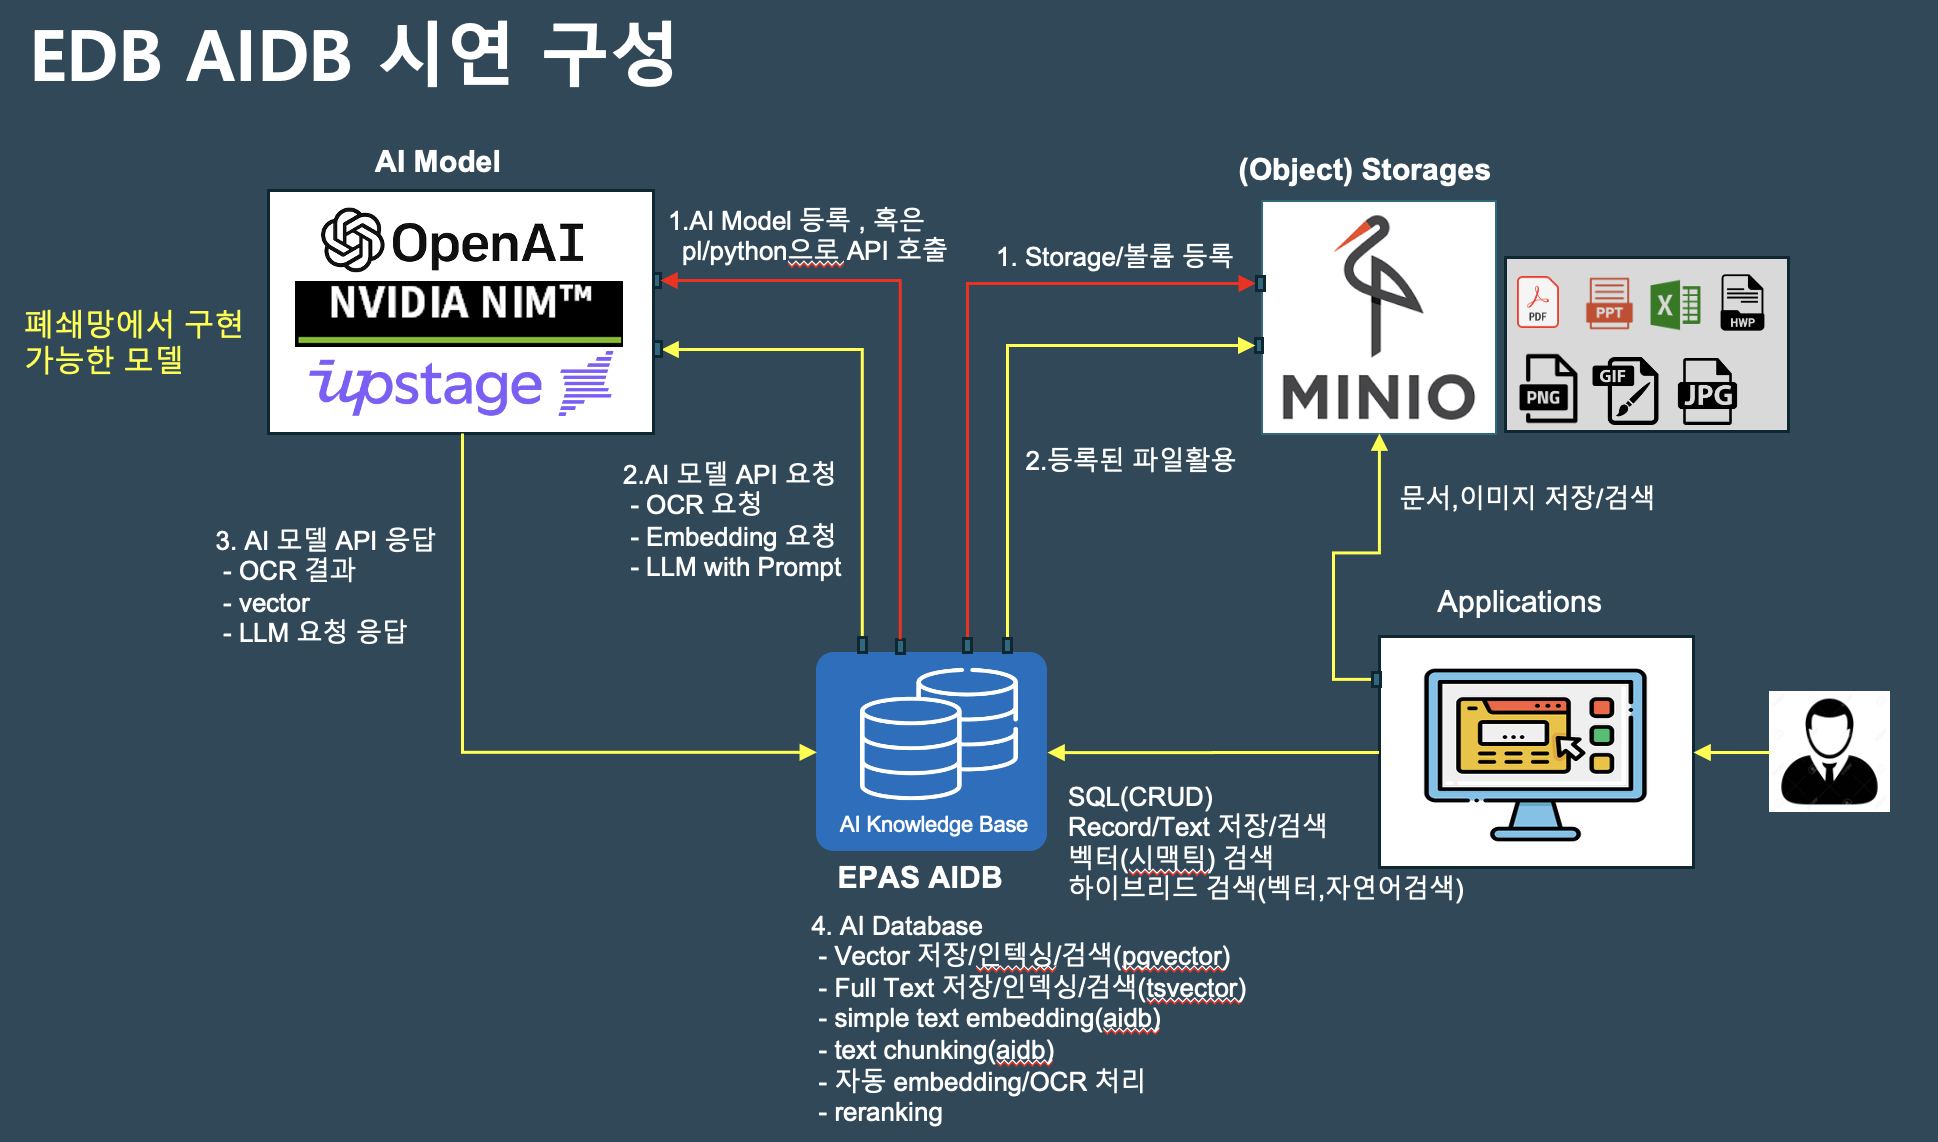 EDB AIDB 시연 구성
AI Model
OpenAI
NVIDIA NIM™
upstage
폐쇄망에서 구현
가능한 모델
1.AI Model 등록 , 혹은
pl/python으로 API 호출
1. Storage/볼륨 등록
(Object) Storages
MINIO
PDF
PPT
X
HWP
PNG
GIF
JPG
2.AI 모델 API 요청
- OCR 요청
- Embedding 요청
- LLM with Prompt
2.등록된 파일활용
문서,이미지 저장/검색
3. AI 모델 API 응답
- OCR 결과
- vector
- LLM 요청 응답
Applications
AI Knowledge Base
EPAS AIDB
SQL(CRUD)
Record/Text 저장/검색
벡터(시맥틱) 검색
하이브리드 검색(벡터,자연어검색)
4. AI Database
- Vector 저장/인텍싱/검색(pgvector)
- Full Text 저장/인덱싱/검색(tsvector)
- simple text embedding(aidb)
- text chunking(aidb)
- 자동 embedding/OCR 처리
- reranking